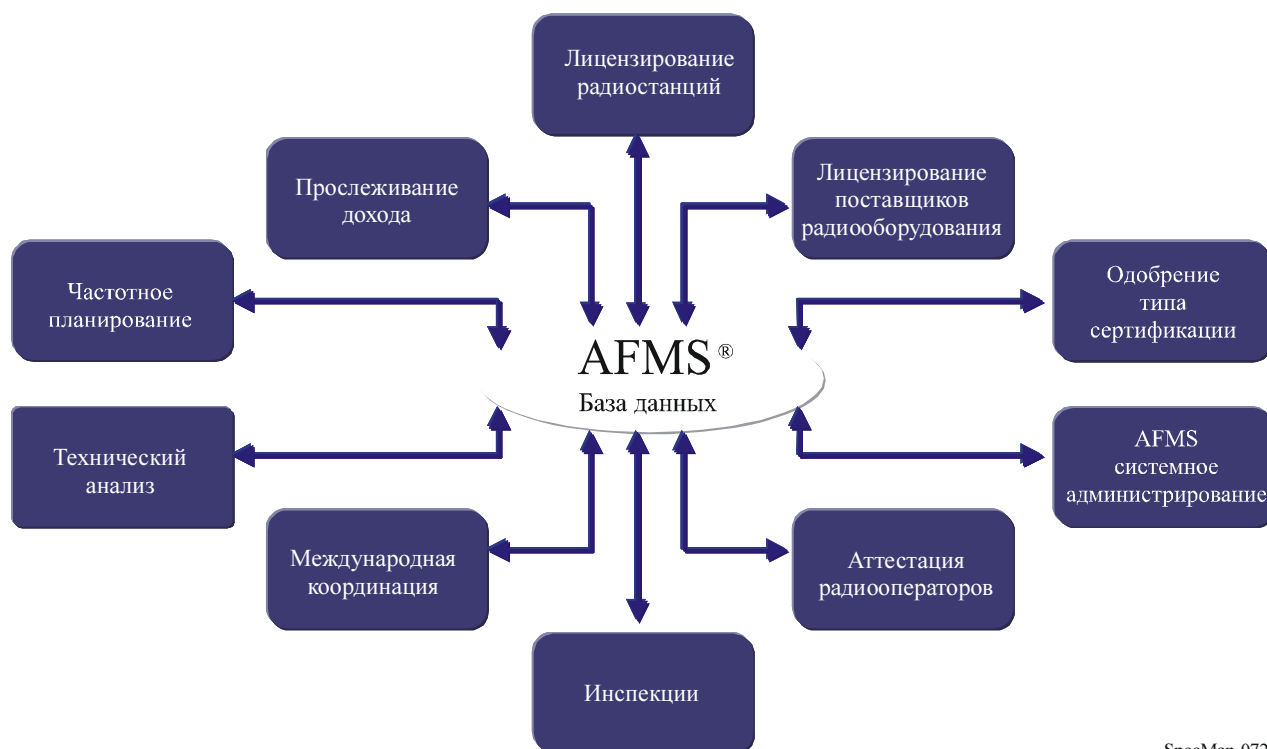 Лицензирование
радиостанций
Прослеживание
дохода
Лицензирование
поставщиков
радиооборудования
Частотное
планирование
Одобрение
типа
сертификации
AFMS®
База данных
Технический
анализ
AFMS
системное
администрирование
Международная
координация
Аттестация
радиооператоров
Инспекции